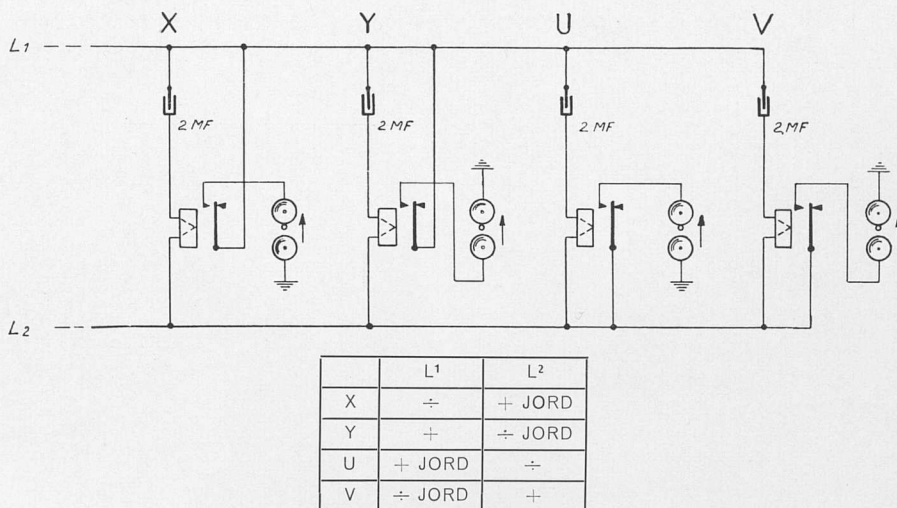 X Y U V
L1
2 MF 2 MF 2 MF 2 MF
L2
L¹ L²
X ÷ + JORD
Y + ÷ JORD
U + JORD ÷
V ÷ JORD +